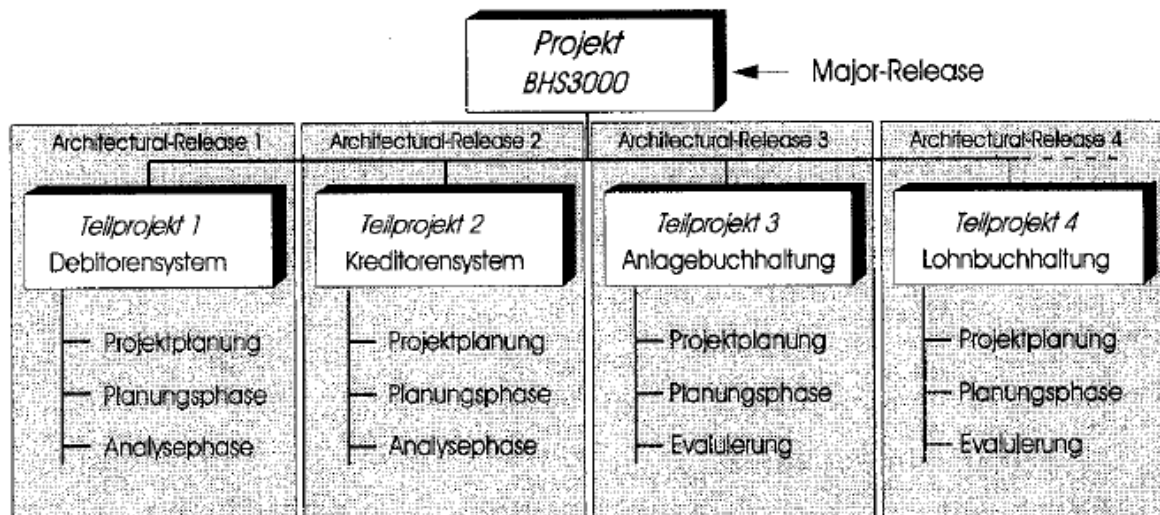 Projekt
BHS3000
Major-Release
Architectural-Release 1
Architectural-Release 2
Architectural-Release 3
Architectural-Release 4
Teilprojekt 1
Debitorensystem
Teilprojekt 2
Kreditorensystem
Teilprojekt 3
Anlagebuchhaltung
Teilprojekt 4
Lohnbuchhaltung
Projektplanung
Planungsphase
Analysephase
Projektplanung
Planungsphase
Analysephase
Projektplanung
Planungsphase
Evaluierung
Projektplanung
Planungsphase
Evaluierung